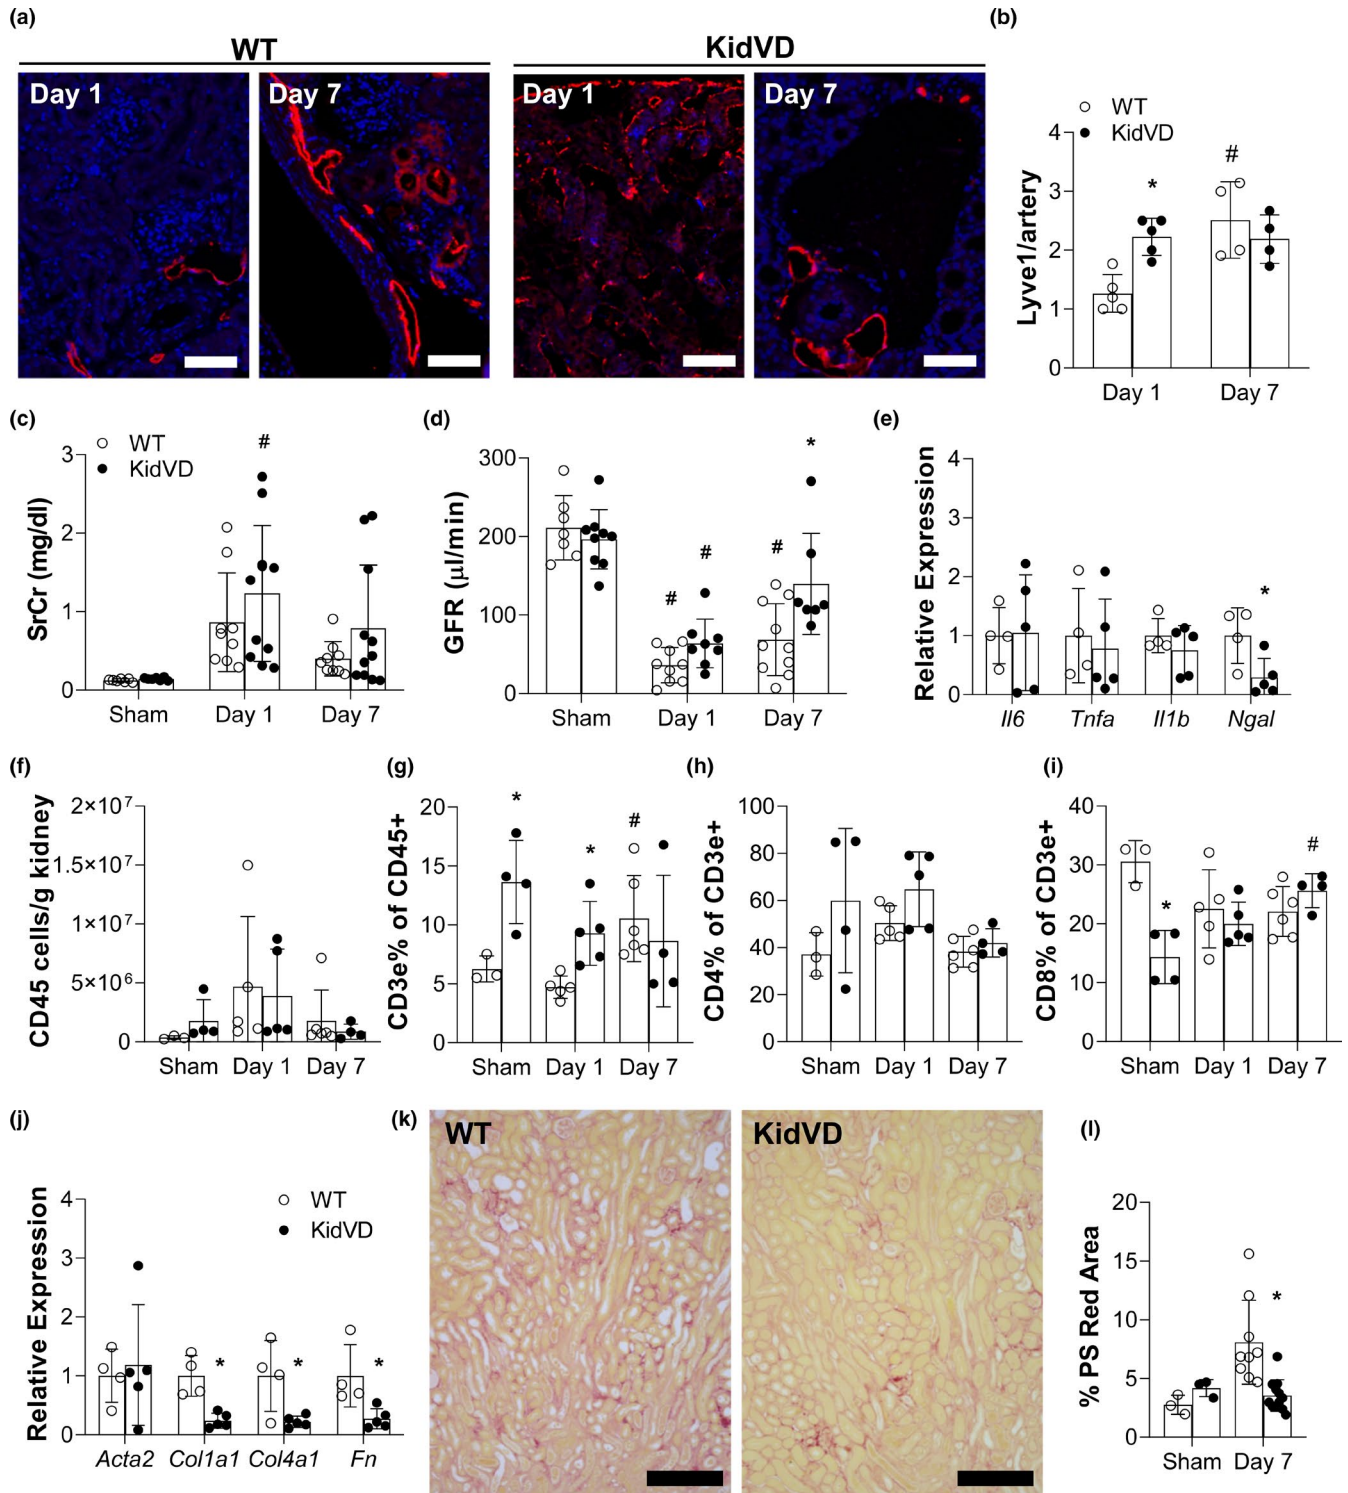 (a)
WT
KidVD
Day 1
Day 7
Day 1
Day 7
(b)
WT
KidVD
Lyve1/artery
4
3
2
1
0
#
*
Day 1
Day 7
(c)
WT
KidVD
SrCr (mg/dl)
3
2
1
0
#
Sham
Day 1
Day 7
(d)
GFR (µl/min)
300
200
100
0
#
#
#
*
Sham
Day 1
Day 7
(e)
Relative Expression
4
3
2
1
0
*
Il6
Tnfa
Il1b
Ngal
(f)
CD45 cells/g kidney
2×10⁷
1.5×10⁷
1×10⁷
5×10⁶
0
Sham
Day 1
Day 7
(g)
CD3e% of CD45+
20
15
10
5
0
*
*
#
Sham
Day 1
Day 7
(h)
CD4% of CD3e+
100
80
60
40
20
0
Sham
Day 1
Day 7
(i)
CD8% of CD3e+
40
30
20
10
0
*
#
Sham
Day 1
Day 7
(j)
WT
KidVD
Relative Expression
4
3
2
1
0
*
*
*
Acta2
Col1a1
Col4a1
Fn
(k)
WT
KidVD
(l)
% PS Red Area
20
15
10
5
0
*
Sham
Day 7